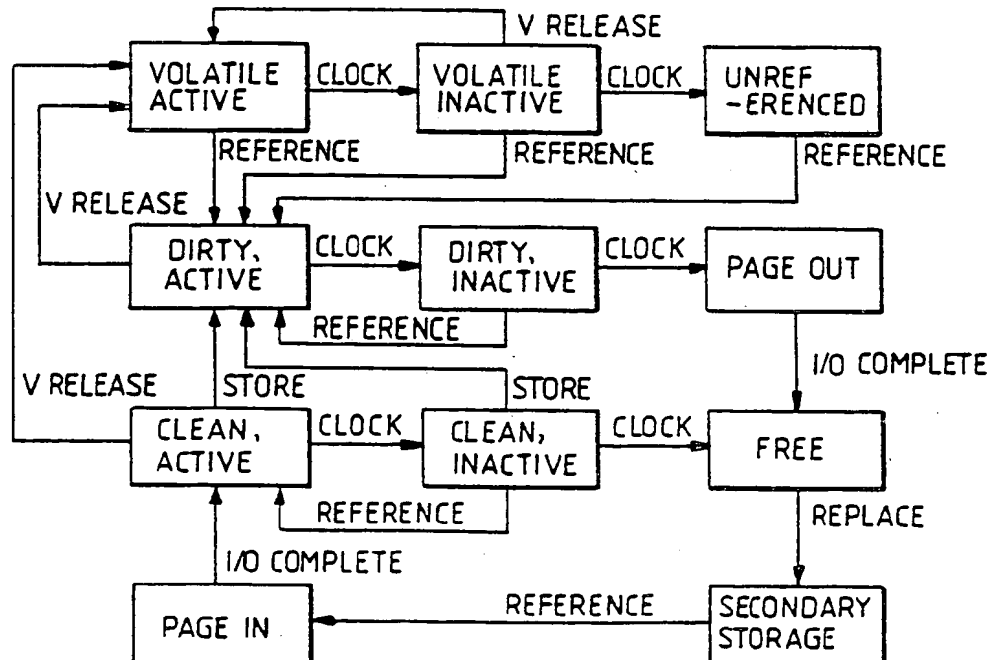 V RELEASE
VOLATILE
ACTIVE
CLOCK
VOLATILE
INACTIVE
CLOCK
UNREF
-ERENCED
REFERENCE
REFERENCE
REFERENCE
V RELEASE
DIRTY,
ACTIVE
CLOCK
DIRTY,
INACTIVE
CLOCK
PAGE OUT
REFERENCE
I/O COMPLETE
V RELEASE
STORE
STORE
CLEAN,
ACTIVE
CLOCK
CLEAN,
INACTIVE
CLOCK
FREE
REFERENCE
REPLACE
I/O COMPLETE
PAGE IN
REFERENCE
SECONDARY
STORAGE